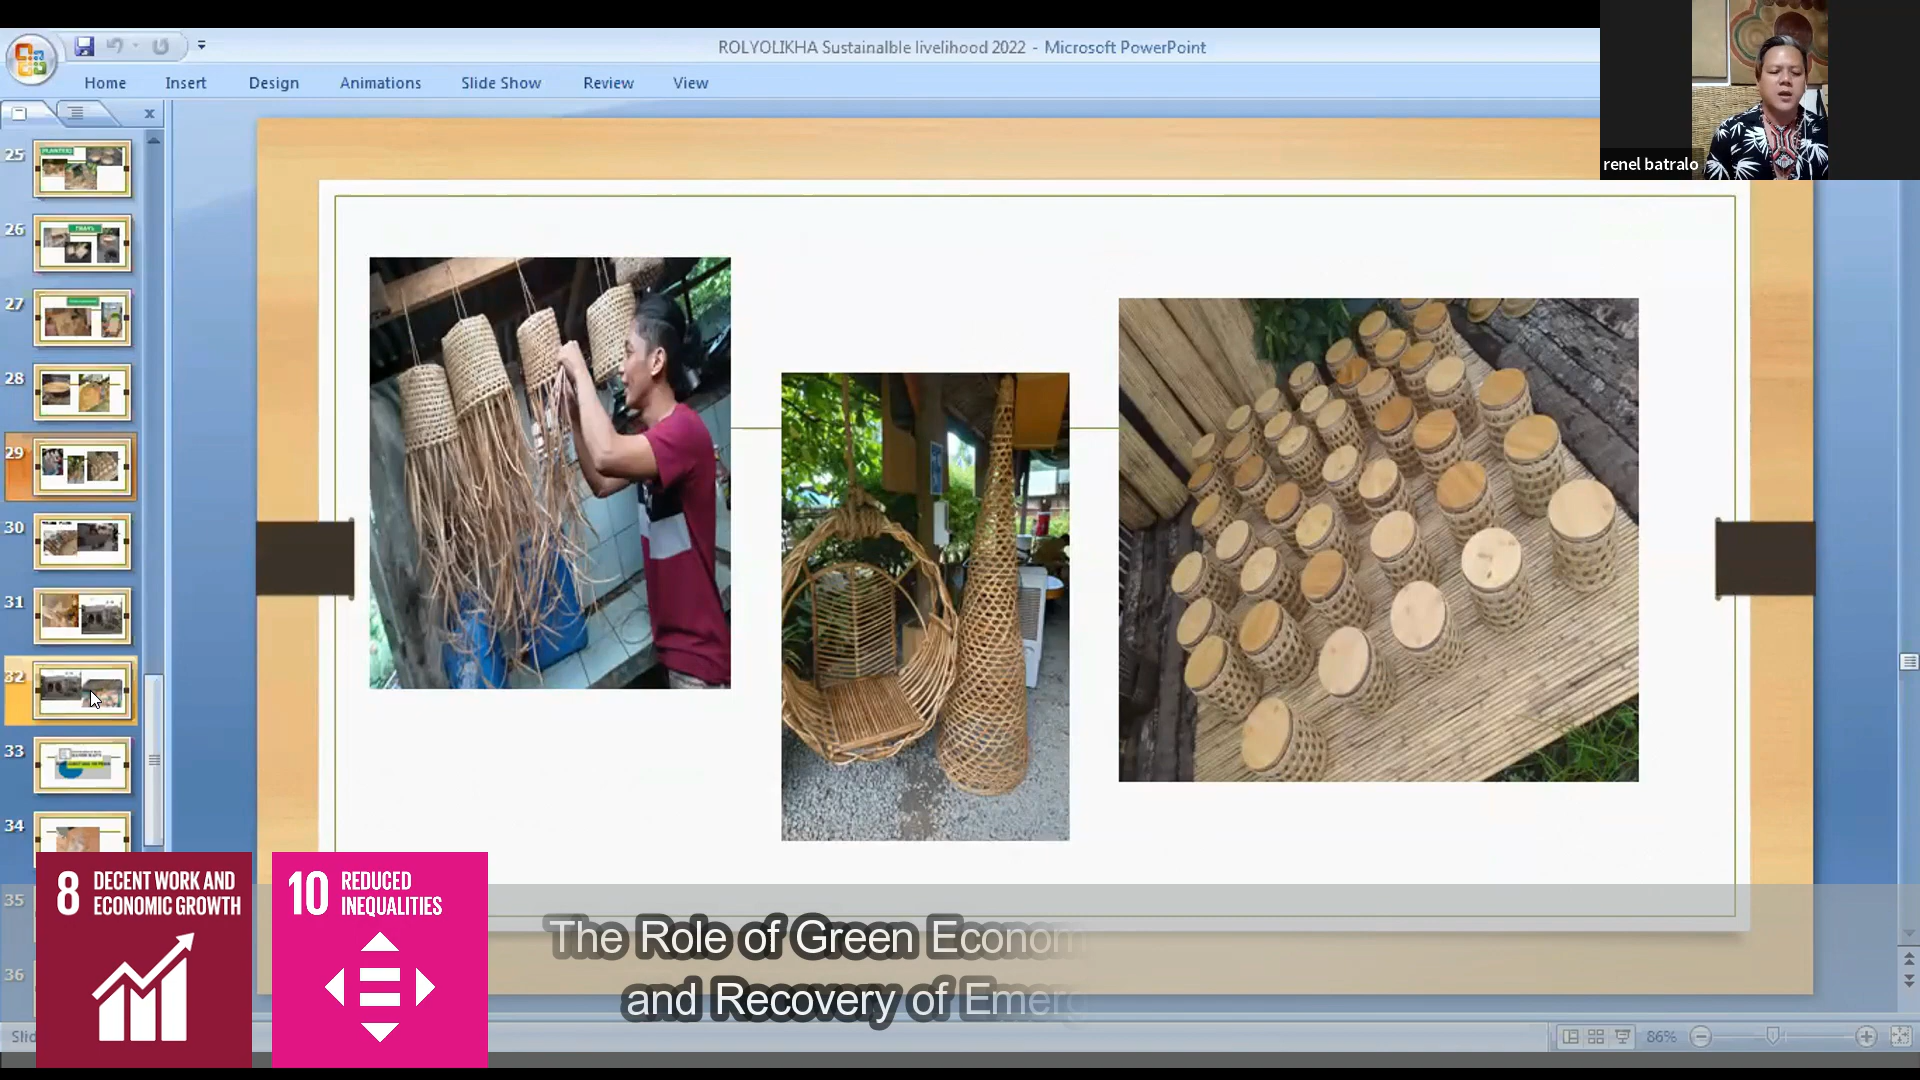 ROLYOLIKHA Sustainalble livelihood 2022 - Microsoft PowerPoint
Home Insert Design Animations Slide Show Review View
renel batralo
25
26
27
28
29
30
31
32
33
34
35
36
8 DECENT WORK AND
ECONOMIC GROWTH
10 REDUCED
INEQUALITIES
The Role of Green Econom
and Recovery of Emerg
86%